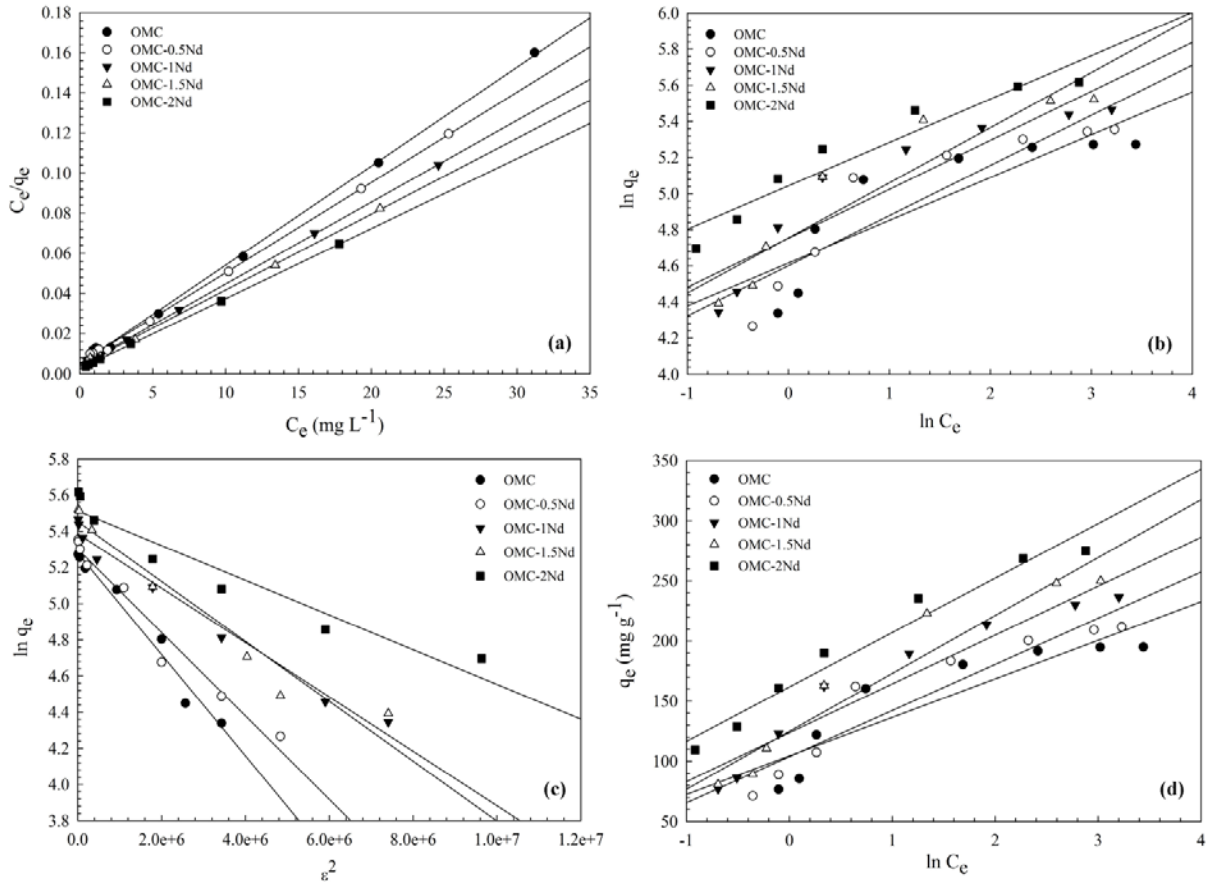 0.18
0.16
0.14
0.12
0.10
0.08
0.06
0.04
0.02
0.00
C_e/q_e
OMC
OMC-0.5Nd
OMC-1Nd
OMC-1.5Nd
OMC-2Nd
(a)
0 5 10 15 20 25 30 35
C_e (mg L^-1)
6.0
5.8
5.6
5.4
5.2
5.0
4.8
4.6
4.4
4.2
4.0
ln q_e
OMC
OMC-0.5Nd
OMC-1Nd
OMC-1.5Nd
OMC-2Nd
(b)
-1 0 1 2 3 4
ln C_e
5.8
5.6
5.4
5.2
5.0
4.8
4.6
4.4
4.2
4.0
3.8
ln q_e
OMC
OMC-0.5Nd
OMC-1Nd
OMC-1.5Nd
OMC-2Nd
(c)
0.0 2.0e+6 4.0e+6 6.0e+6 8.0e+6 1.0e+7 1.2e+7
ε^2
350
300
250
200
150
100
50
q_e (mg g^-1)
OMC
OMC-0.5Nd
OMC-1Nd
OMC-1.5Nd
OMC-2Nd
(d)
-1 0 1 2 3 4
ln C_e